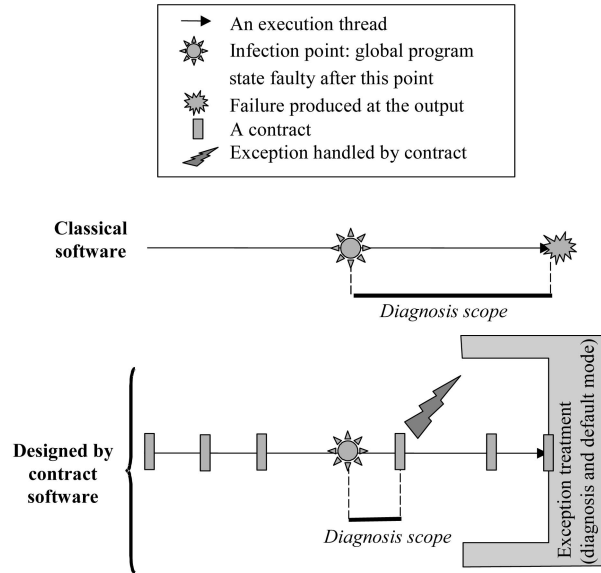 An execution thread
Infection point: global program
state faulty after this point
Failure produced at the output
A contract
Exception handled by contract
Classical
software
Diagnosis scope
Designed by
contract
software
Diagnosis scope
Exception treatment
(diagnosis and default mode)